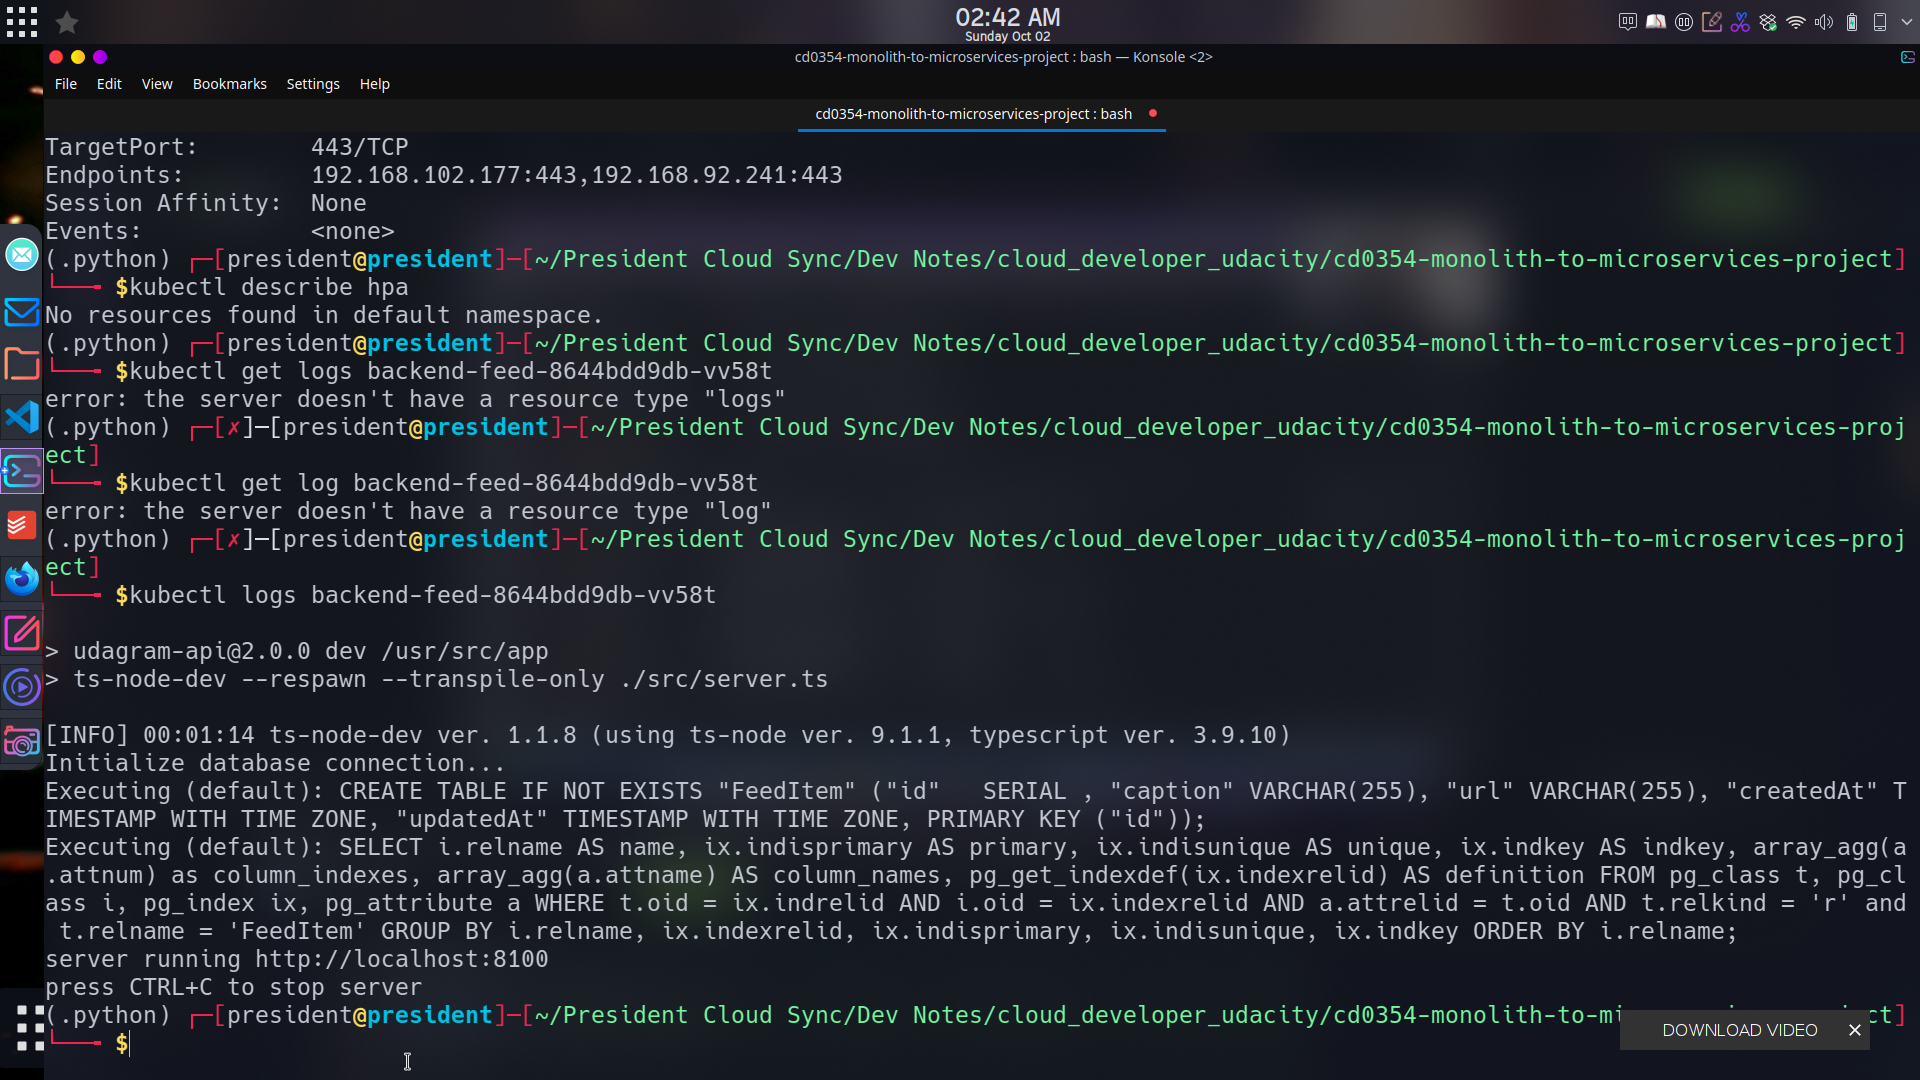 02:42 AM
Sunday Oct 02
cd0354-monolith-to-microservices-project : bash — Konsole <2>
File Edit View Bookmarks Settings Help
cd0354-monolith-to-microservices-project : bash
TargetPort:        443/TCP
Endpoints:         192.168.102.177:443,192.168.92.241:443
Session Affinity:  None
Events:            <none>
(.python) ┌─[president@president]─[~/President Cloud Sync/Dev Notes/cloud_developer_udacity/cd0354-monolith-to-microservices-project]
└──╼ $kubectl describe hpa
No resources found in default namespace.
(.python) ┌─[president@president]─[~/President Cloud Sync/Dev Notes/cloud_developer_udacity/cd0354-monolith-to-microservices-project]
└──╼ $kubectl get logs backend-feed-8644bdd9db-vv58t
error: the server doesn't have a resource type "logs"
(.python) ┌─[✗]─[president@president]─[~/President Cloud Sync/Dev Notes/cloud_developer_udacity/cd0354-monolith-to-microservices-proj
ect]
└──╼ $kubectl get log backend-feed-8644bdd9db-vv58t
error: the server doesn't have a resource type "log"
(.python) ┌─[✗]─[president@president]─[~/President Cloud Sync/Dev Notes/cloud_developer_udacity/cd0354-monolith-to-microservices-proj
ect]
└──╼ $kubectl logs backend-feed-8644bdd9db-vv58t
> udagram-api@2.0.0 dev /usr/src/app
> ts-node-dev --respawn --transpile-only ./src/server.ts
[INFO] 00:01:14 ts-node-dev ver. 1.1.8 (using ts-node ver. 9.1.1, typescript ver. 3.9.10)
Initialize database connection...
Executing (default): CREATE TABLE IF NOT EXISTS "FeedItem" ("id"   SERIAL , "caption" VARCHAR(255), "url" VARCHAR(255), "createdAt" T
IMESTAMP WITH TIME ZONE, "updatedAt" TIMESTAMP WITH TIME ZONE, PRIMARY KEY ("id"));
Executing (default): SELECT i.relname AS name, ix.indisprimary AS primary, ix.indisunique AS unique, ix.indkey AS indkey, array_agg(a
.attnum) as column_indexes, array_agg(a.attname) AS column_names, pg_get_indexdef(ix.indexrelid) AS definition FROM pg_class t, pg_cl
ass i, pg_index ix, pg_attribute a WHERE t.oid = ix.indrelid AND i.oid = ix.indexrelid AND a.attrelid = t.oid AND t.relkind = 'r' and
 t.relname = 'FeedItem' GROUP BY i.relname, ix.indexrelid, ix.indisprimary, ix.indisunique, ix.indkey ORDER BY i.relname;
server running http://localhost:8100
press CTRL+C to stop server
(.python) ┌─[president@president]─[~/President Cloud Sync/Dev Notes/cloud_developer_udacity/cd0354-monolith-to-m ct]
└──╼ $
DOWNLOAD VIDEO ✕